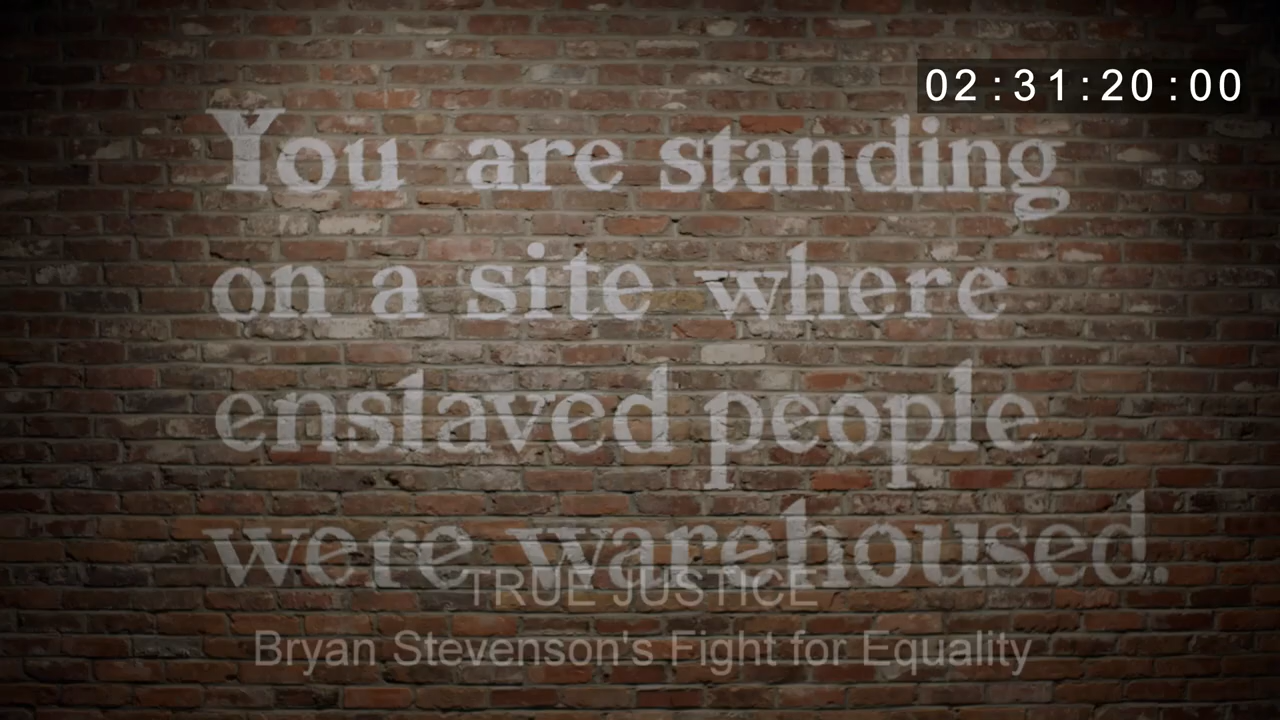 02:31:20:00
You are standing
on a site where
enslaved people
were warehoused.
TRUE JUSTICE
Bryan Stevenson's Fight for Equality